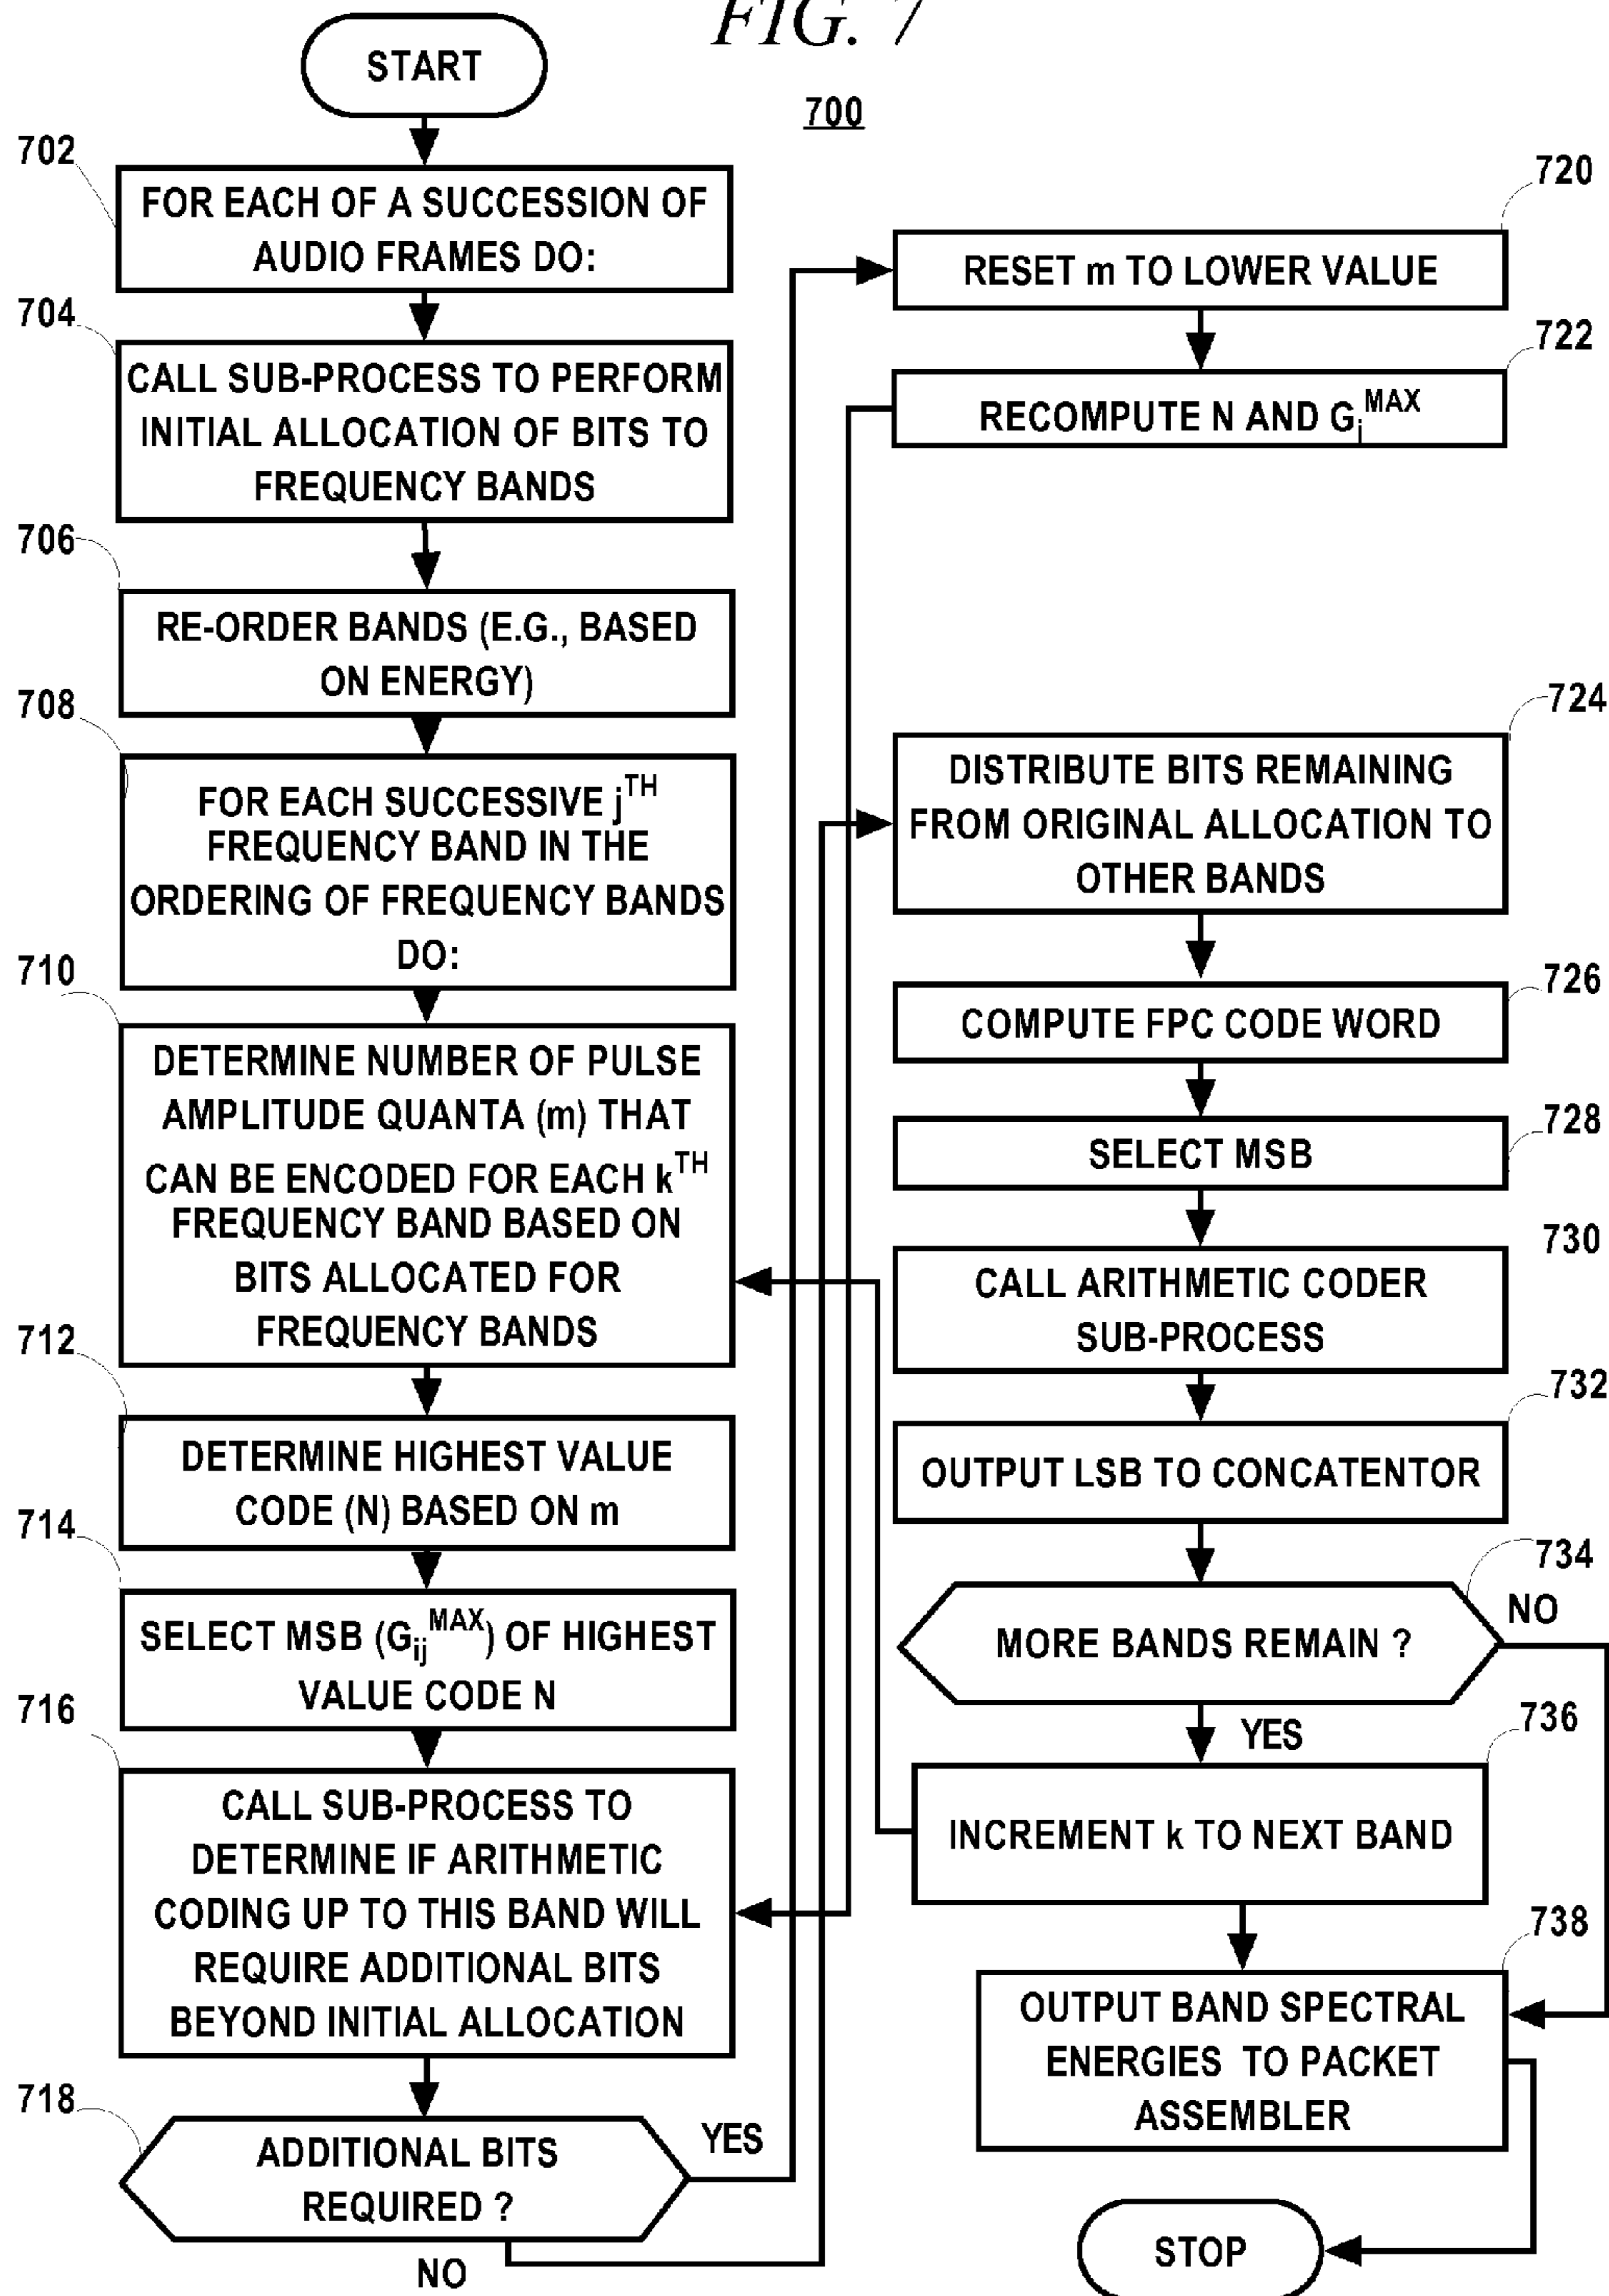 FIG. 7
700
START
702
FOR EACH OF A SUCCESSION OF
AUDIO FRAMES DO:
704
CALL SUB-PROCESS TO PERFORM
INITIAL ALLOCATION OF BITS TO
FREQUENCY BANDS
706
RE-ORDER BANDS (E.G., BASED
ON ENERGY)
708
FOR EACH SUCCESSIVE j^TH
FREQUENCY BAND IN THE
ORDERING OF FREQUENCY BANDS
DO:
710
DETERMINE NUMBER OF PULSE
AMPLITUDE QUANTA (m) THAT
CAN BE ENCODED FOR EACH k^TH
FREQUENCY BAND BASED ON
BITS ALLOCATED FOR
FREQUENCY BANDS
712
DETERMINE HIGHEST VALUE
CODE (N) BASED ON m
714
SELECT MSB (G_ij^MAX) OF HIGHEST
VALUE CODE N
716
CALL SUB-PROCESS TO
DETERMINE IF ARITHMETIC
CODING UP TO THIS BAND WILL
REQUIRE ADDITIONAL BITS
BEYOND INITIAL ALLOCATION
718
ADDITIONAL BITS
REQUIRED ?
YES
NO
720
RESET m TO LOWER VALUE
722
RECOMPUTE N AND G_j^MAX
724
DISTRIBUTE BITS REMAINING
FROM ORIGINAL ALLOCATION TO
OTHER BANDS
726
COMPUTE FPC CODE WORD
728
SELECT MSB
730
CALL ARITHMETIC CODER
SUB-PROCESS
732
OUTPUT LSB TO CONCATENTOR
734
MORE BANDS REMAIN ?
NO
YES
736
INCREMENT k TO NEXT BAND
738
OUTPUT BAND SPECTRAL
ENERGIES TO PACKET
ASSEMBLER
STOP